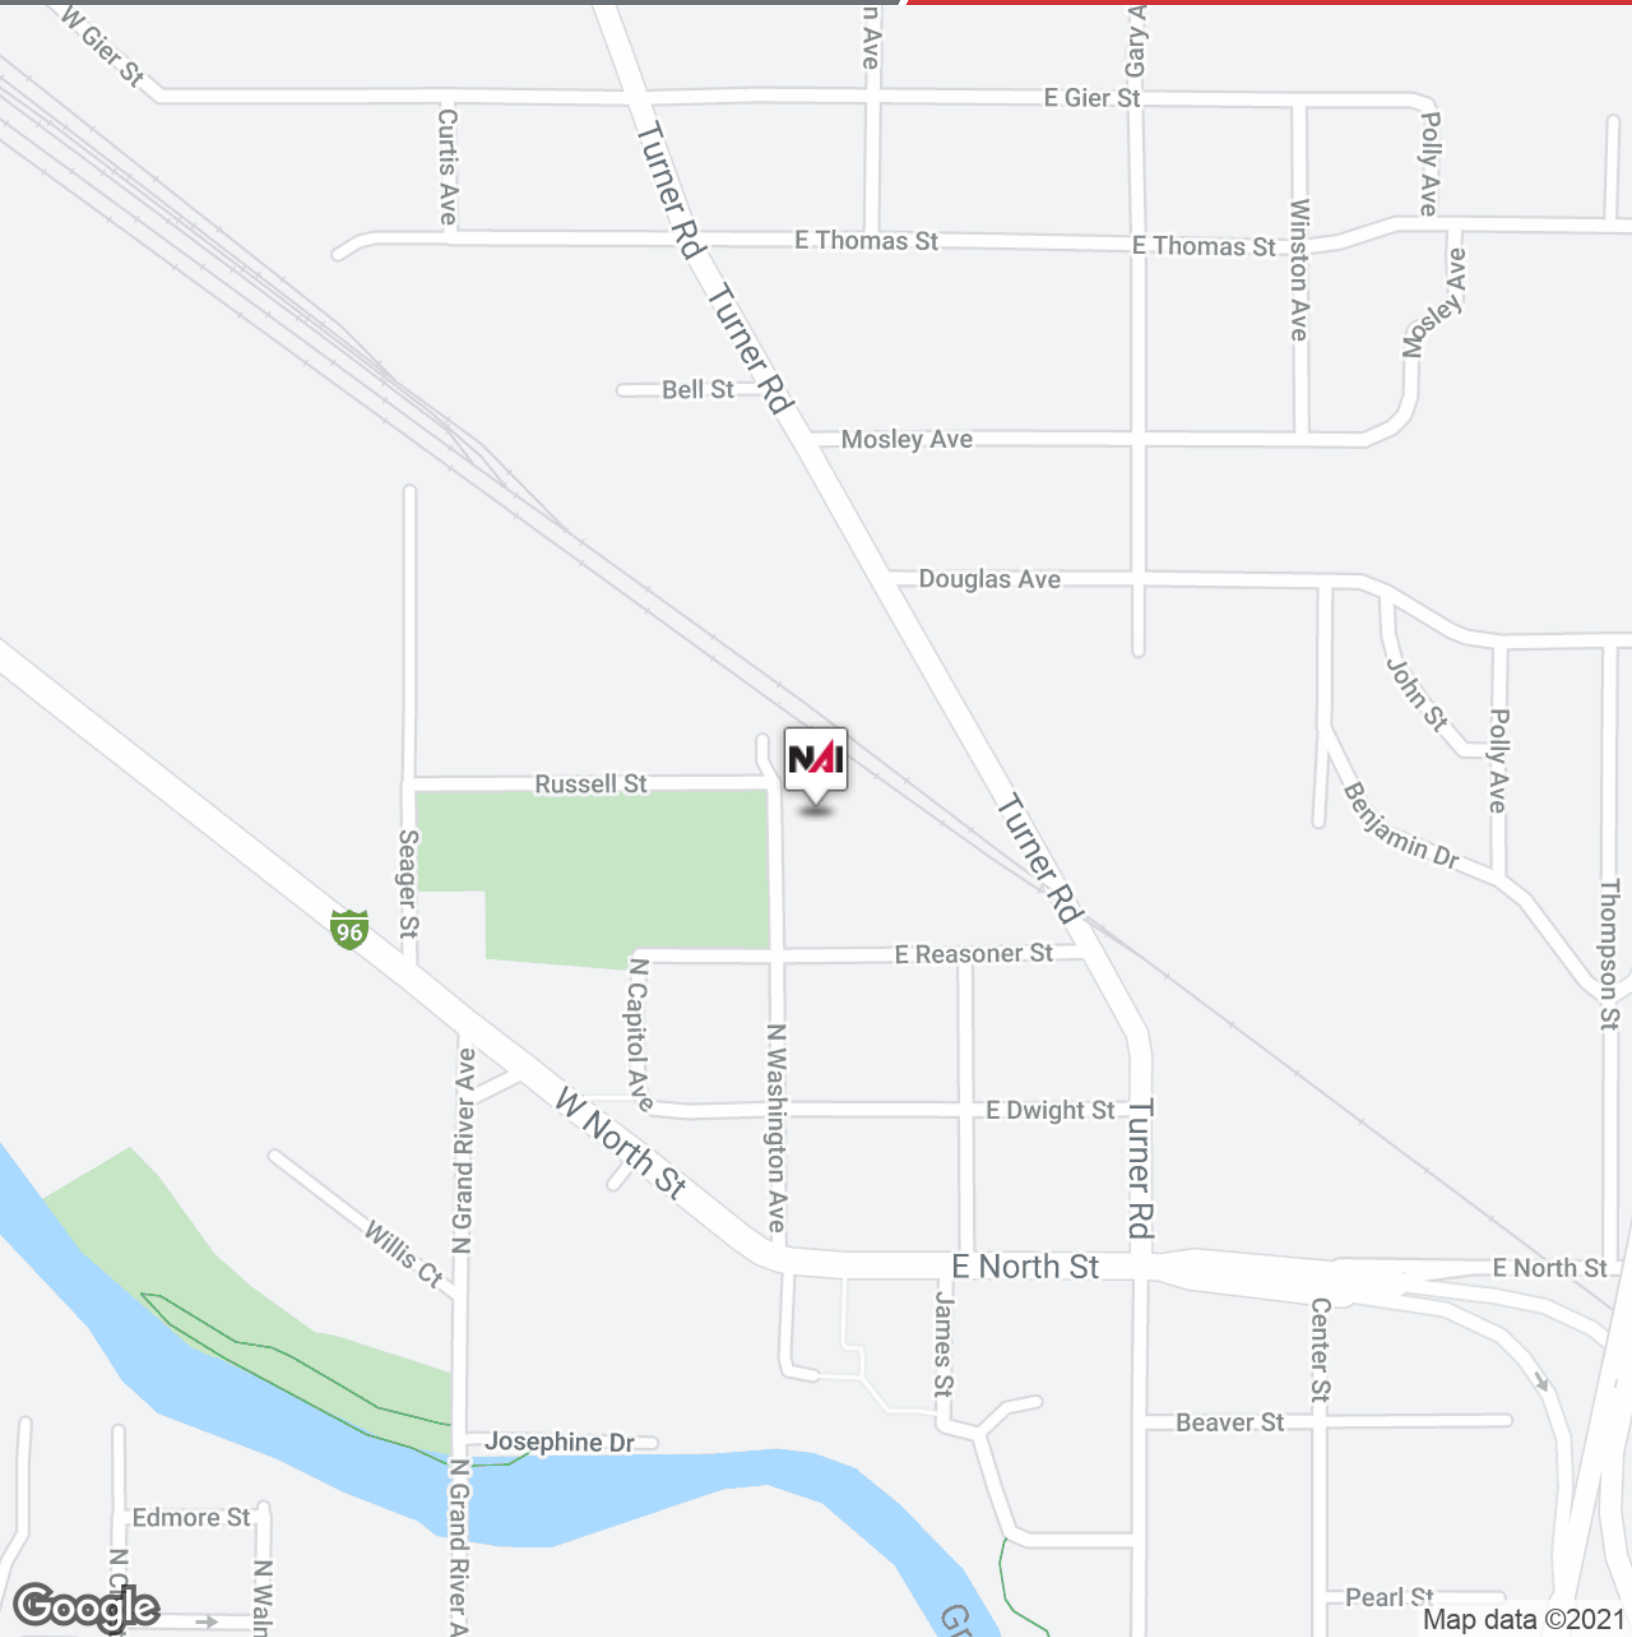 W Gier St
n Ave
A Gary
E Gier St
Curtis Ave
Polly Ave
Turner Rd
Winston Ave
E Thomas St
E Thomas St
Mosley Ave
Turner Rd
Bell St
Mosley Ave
Douglas Ave
John St
Polly Ave
NAI
Russell St
Turner Rd
Benjamin Dr
Seager St
Thompson St
96
E Reasoner St
N Capitol Ave
N Washington Ave
N Grand River Ave
W North St
E Dwight St
Turner Rd
Willis Ct
E North St
E North St
James St
Center St
Beaver St
Josephine Dr
N Grand River A
Edmore St
N Waln
Pearl St
Gr
Google
Map data ©2021